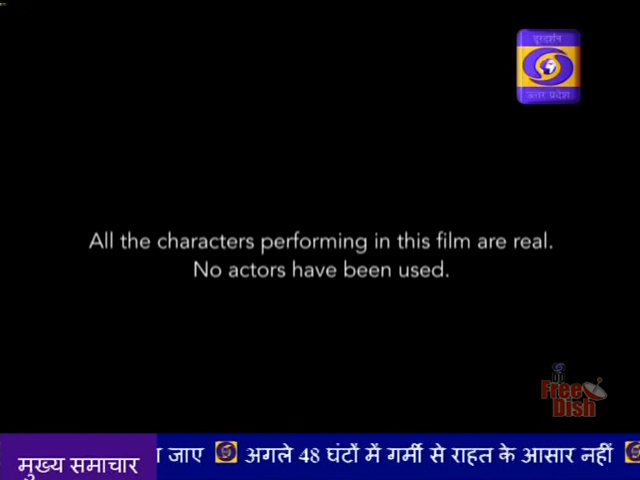 दूरदर्शन
उत्तर प्रदेश
All the characters performing in this film are real.
No actors have been used.
DD
Free
Dish
मुख्य समाचार
जाए अगले 48 घंटों में गर्मी से राहत के आसार नहीं